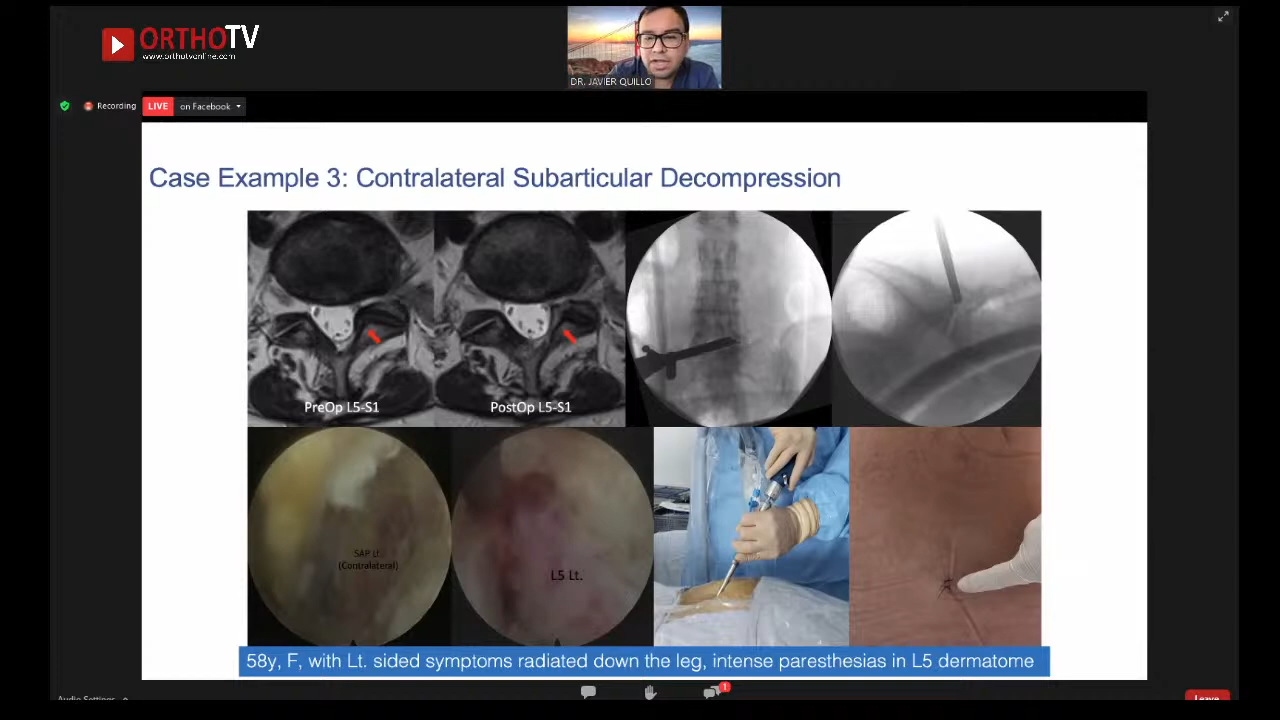 ORTHOTV
www.orthotvonline.com
DR. JAVIER QUILLO
Recording
LIVE
on Facebook
Case Example 3: Contralateral Subarticular Decompression
PreOp L5-S1
PostOp L5-S1
SAP Lt.
(Contralateral)
L5 Lt.
58y, F, with Lt. sided symptoms radiated down the leg, intense paresthesias in L5 dermatome
1
Audio Settings
Leave